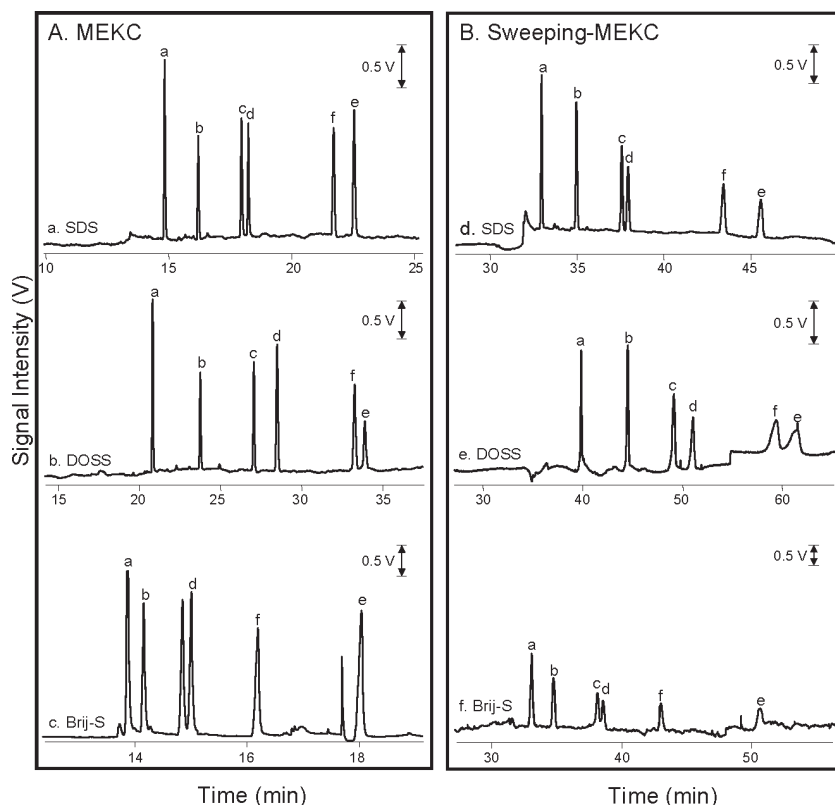 A. MEKC
0.5 V
a
b
c d
f
e
a. SDS
10 15 20 25
0.5 V
a
b
c
d
f
e
b. DOSS
15 20 25 30 35
0.5 V
a
b
d
f
e
c. Brij-S
14 16 18
Time (min)
Signal Intensity (V)
B. Sweeping-MEKC
0.5 V
a
b
c
d
f
e
d. SDS
30 35 40 45
0.5 V
a
b
c
d
f
e
e. DOSS
30 40 50 60
0.5 V
a
b
c d
f
e
f. Brij-S
30 40 50
Time (min)